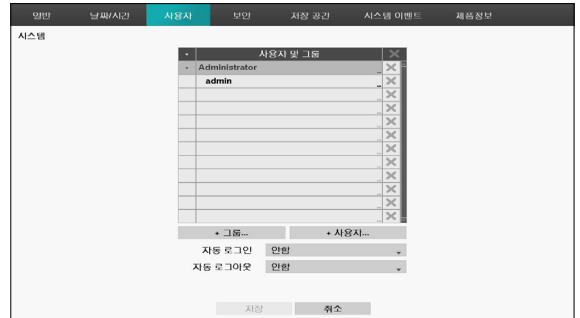 일반 날짜/시간 사용자 보안 저장 공간 시스템 이벤트 제품정보
시스템
- 사용자 및 그룹
- Administrator ...
admin ...
+ 그룹... + 사용자...
자동 로그인 안함
자동 로그아웃 안함
저장 취소